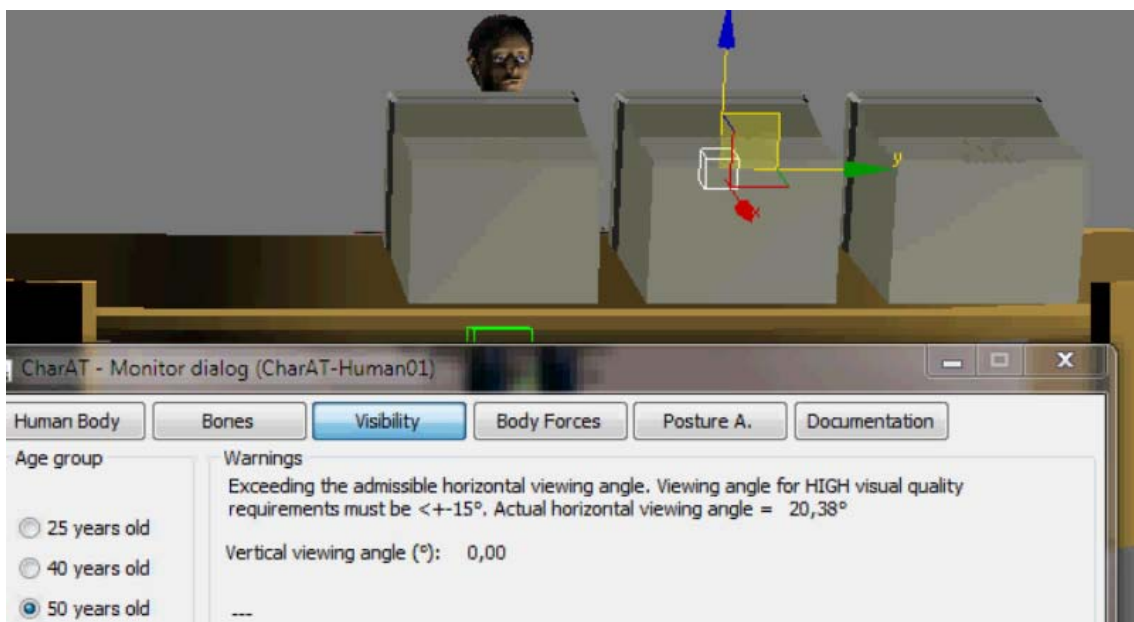 y
x
CharAT - Monitor dialog (CharAT-Human01)
Human Body Bones Visibility Body Forces Posture A. Documentation
Age group
Warnings
Exceeding the admissible horizontal viewing angle. Viewing angle for HIGH visual quality
requirements must be <+-15°. Actual horizontal viewing angle = 20,38°
25 years old
Vertical viewing angle (°): 0,00
40 years old
50 years old
---